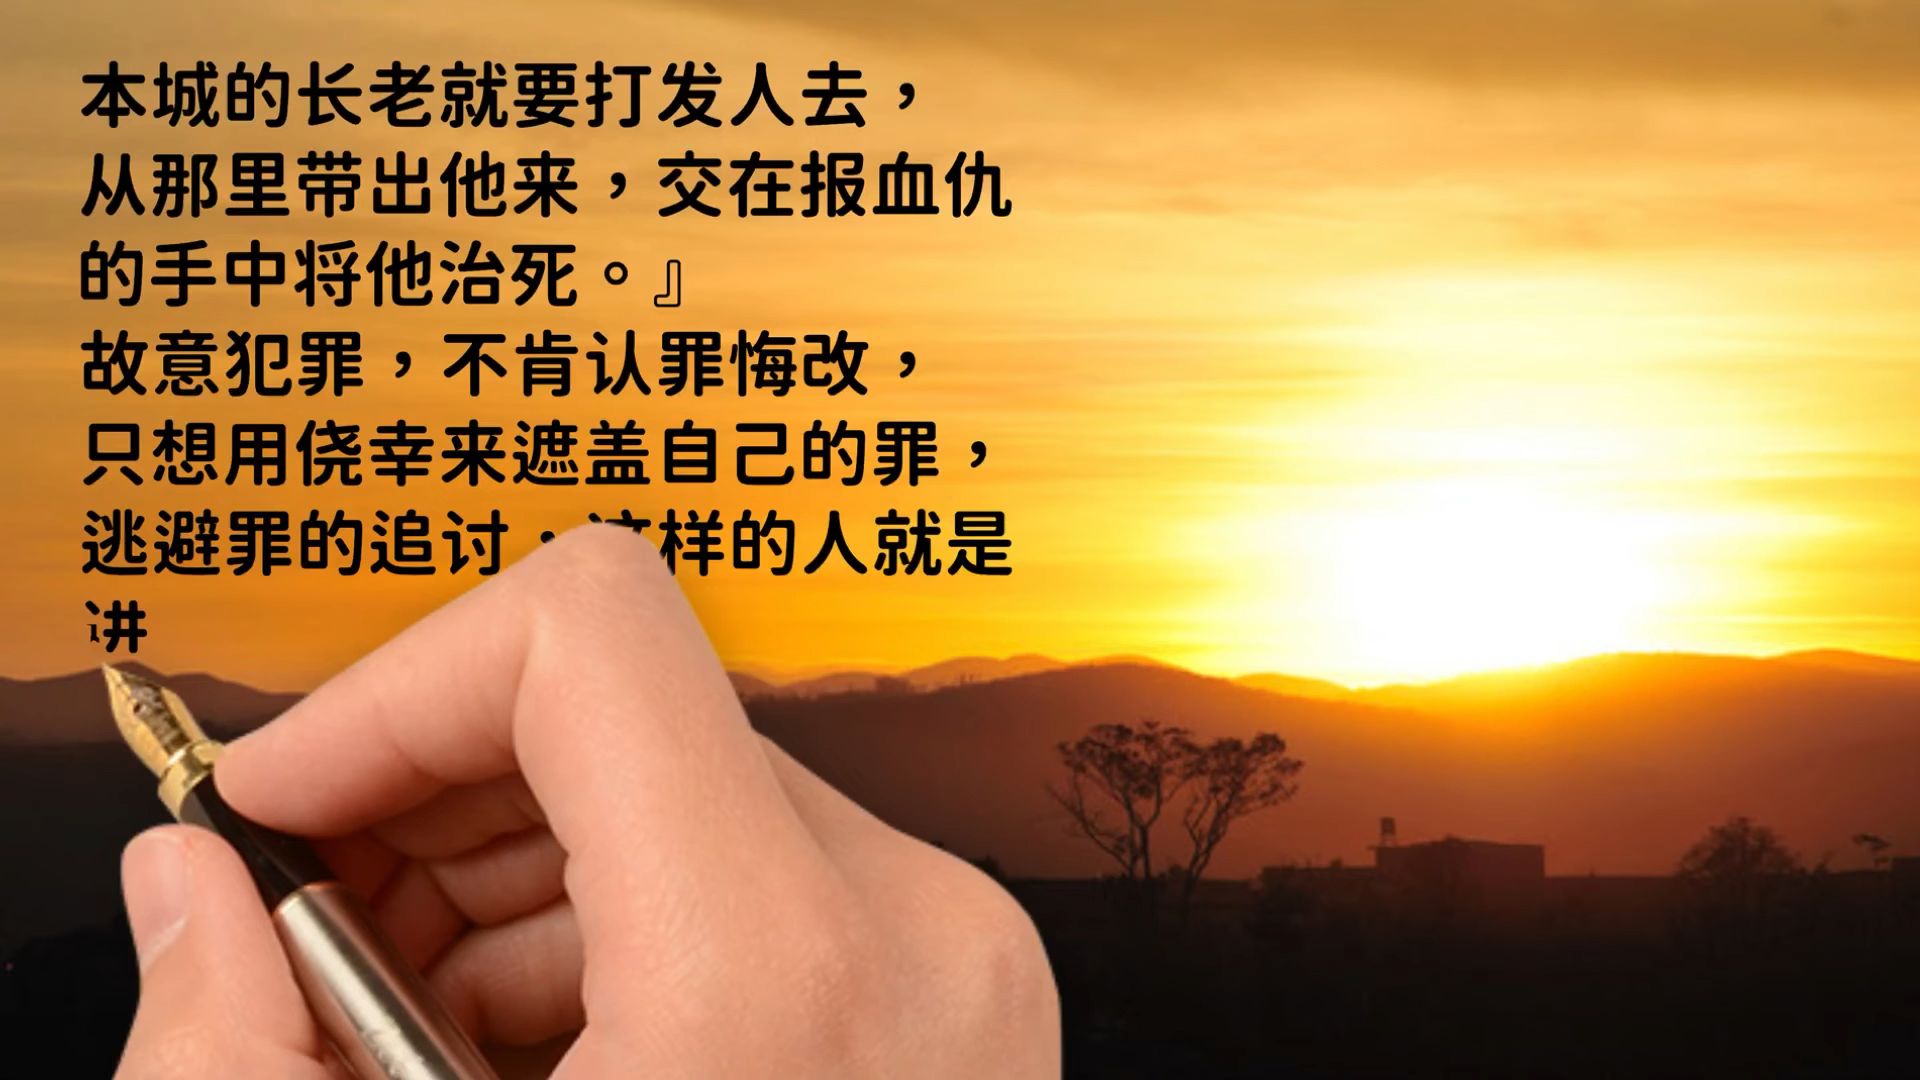 本城的长老就要打发人去，
从那里带出他来，交在报血仇
的手中将他治死。』
故意犯罪，不肯认罪悔改，
只想用侥幸来遮盖自己的罪，
逃避罪的追讨，这样的人就是
讲